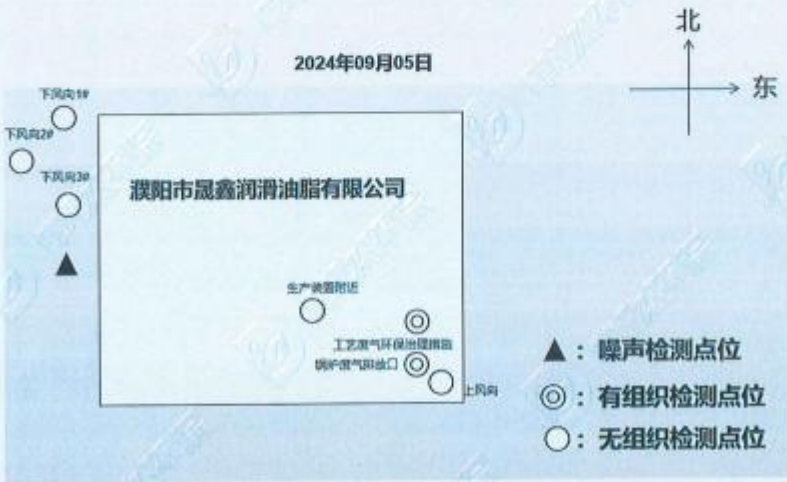 北
2024年09月05日
东
下风向1#
下风向2#
下风向3#
濮阳市晟鑫润滑油脂有限公司
生产装置附近
工艺废气环保治理措施
锅炉废气排放口
上风向
▲：噪声检测点位
◎：有组织检测点位
○：无组织检测点位